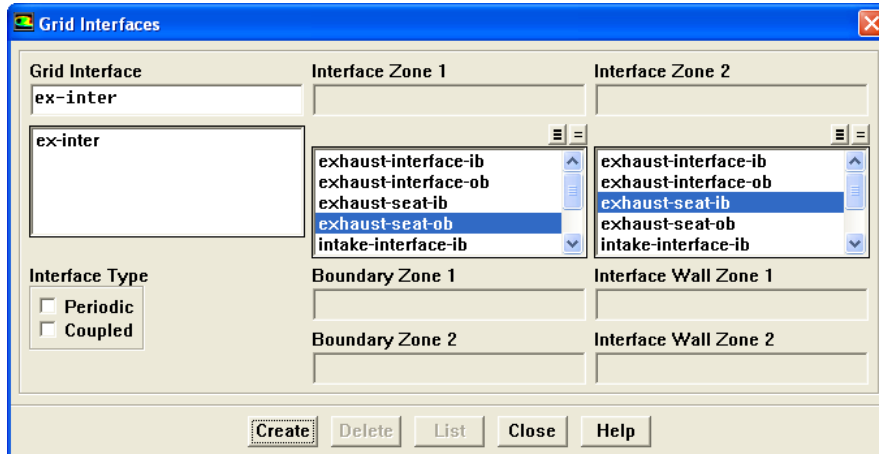 Grid Interfaces
Grid Interface
ex-inter
ex-inter
Interface Type
Periodic
Coupled
Interface Zone 1
exhaust-interface-ib
exhaust-interface-ob
exhaust-seat-ib
exhaust-seat-ob
intake-interface-ib
Boundary Zone 1
Boundary Zone 2
Interface Zone 2
exhaust-interface-ib
exhaust-interface-ob
exhaust-seat-ib
exhaust-seat-ob
intake-interface-ib
Interface Wall Zone 1
Interface Wall Zone 2
Create Delete List Close Help